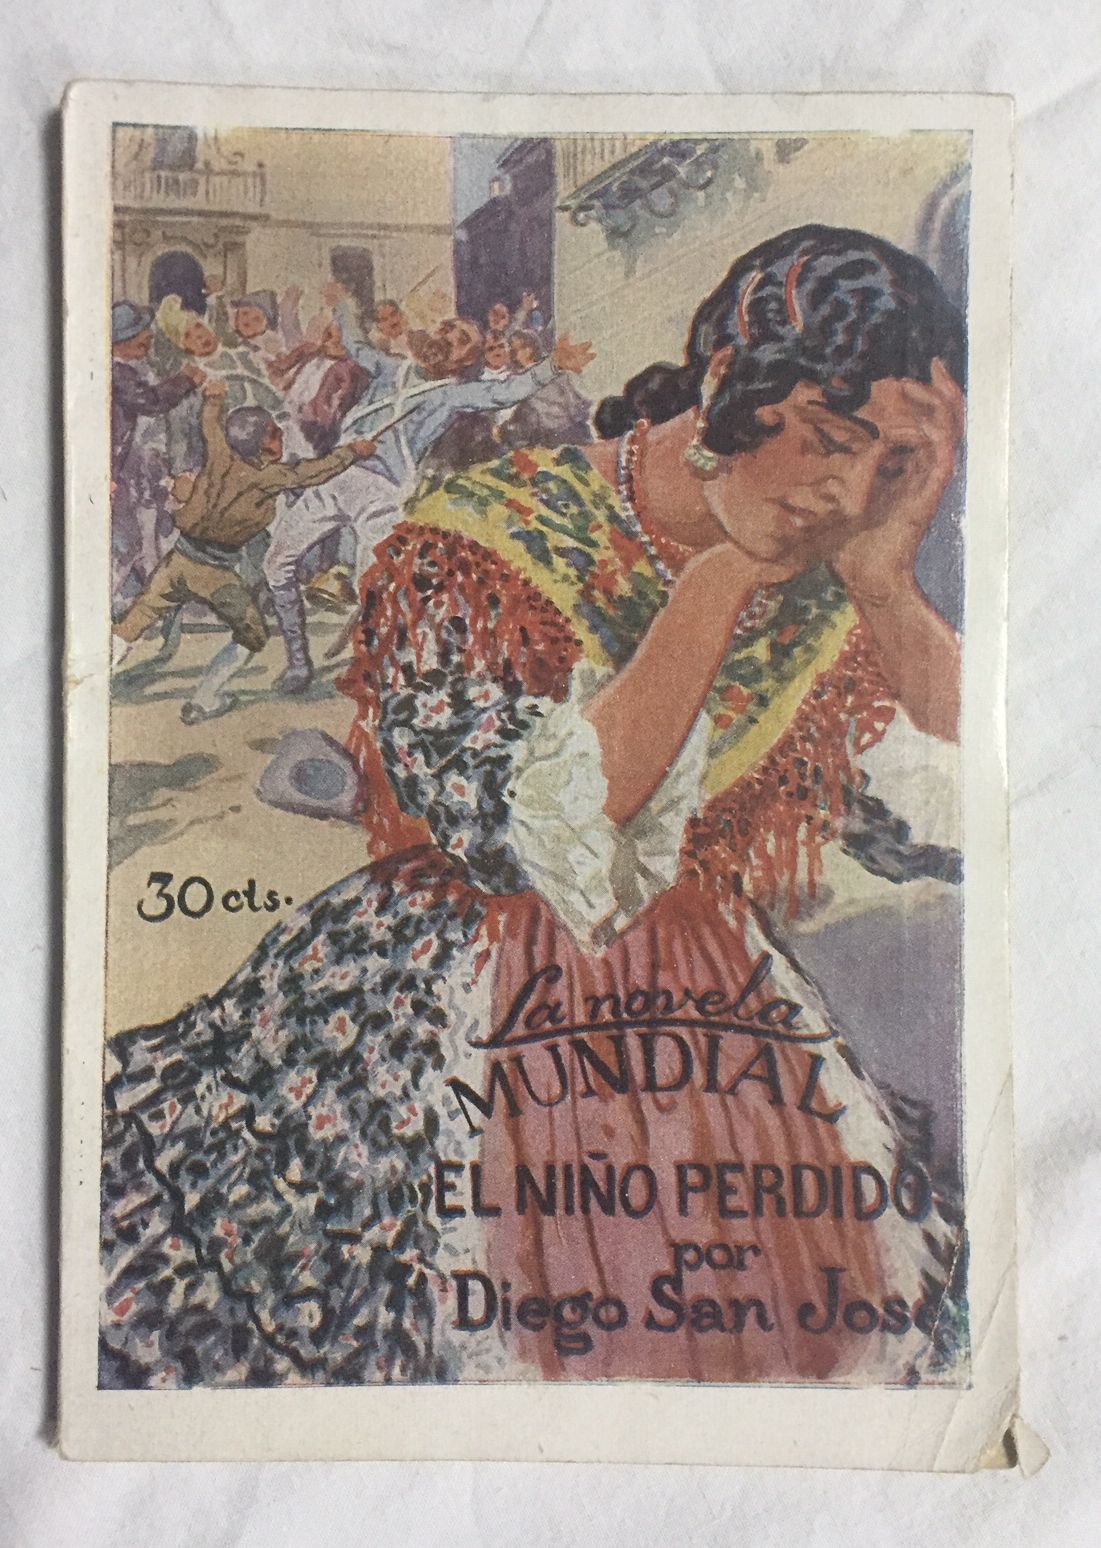 30 cts.
La novela
MUNDIAL
EL NIÑO PERDIDO
por
Diego San José